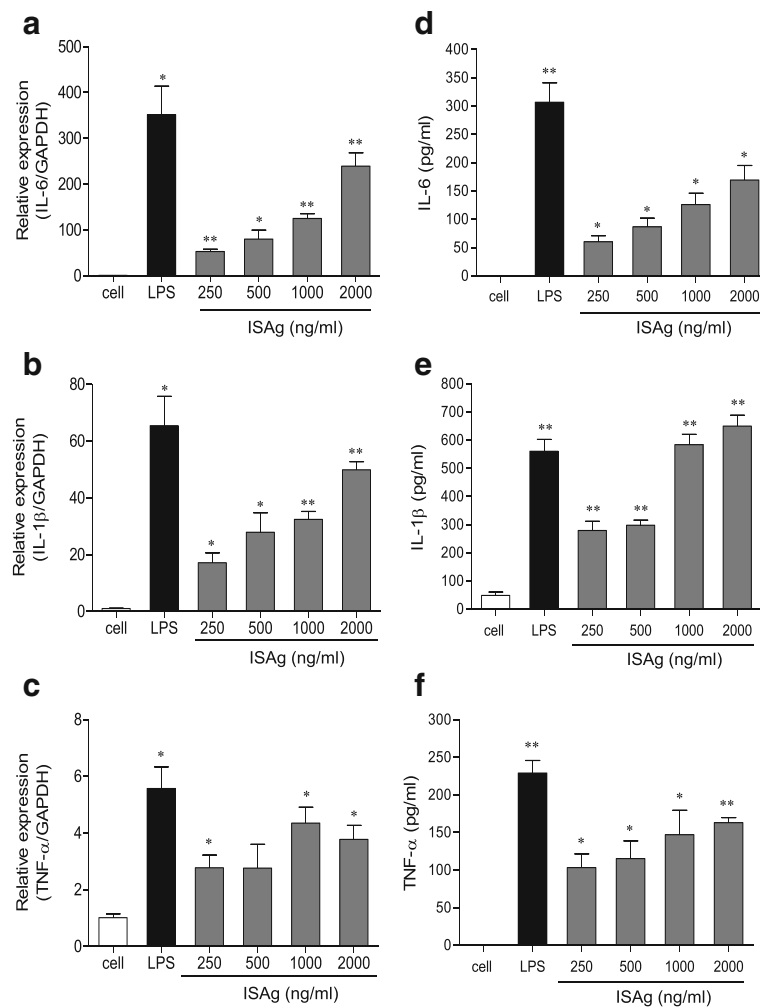 a
500
400
300
200
100
0
Relative expression
(IL-6/GAPDH)
*
**
*
**
**
cell LPS 250 500 1000 2000
ISAg (ng/ml)
d
400
350
300
250
200
150
100
50
0
IL-6 (pg/ml)
**
*
*
*
*
cell LPS 250 500 1000 2000
ISAg (ng/ml)
b
80
60
40
20
0
Relative expression
(IL-1β/GAPDH)
*
*
*
**
**
cell LPS 250 500 1000 2000
ISAg (ng/ml)
e
800
700
600
500
400
300
200
100
0
IL-1β (pg/ml)
**
**
**
**
**
cell LPS 250 500 1000 2000
ISAg (ng/ml)
c
8
6
4
2
0
Relative expression
(TNF-α/GAPDH)
*
*
*
*
cell LPS 250 500 1000 2000
ISAg (ng/ml)
f
300
250
200
150
100
50
0
TNF-α (pg/ml)
**
*
*
*
**
cell LPS 250 500 1000 2000
ISAg (ng/ml)